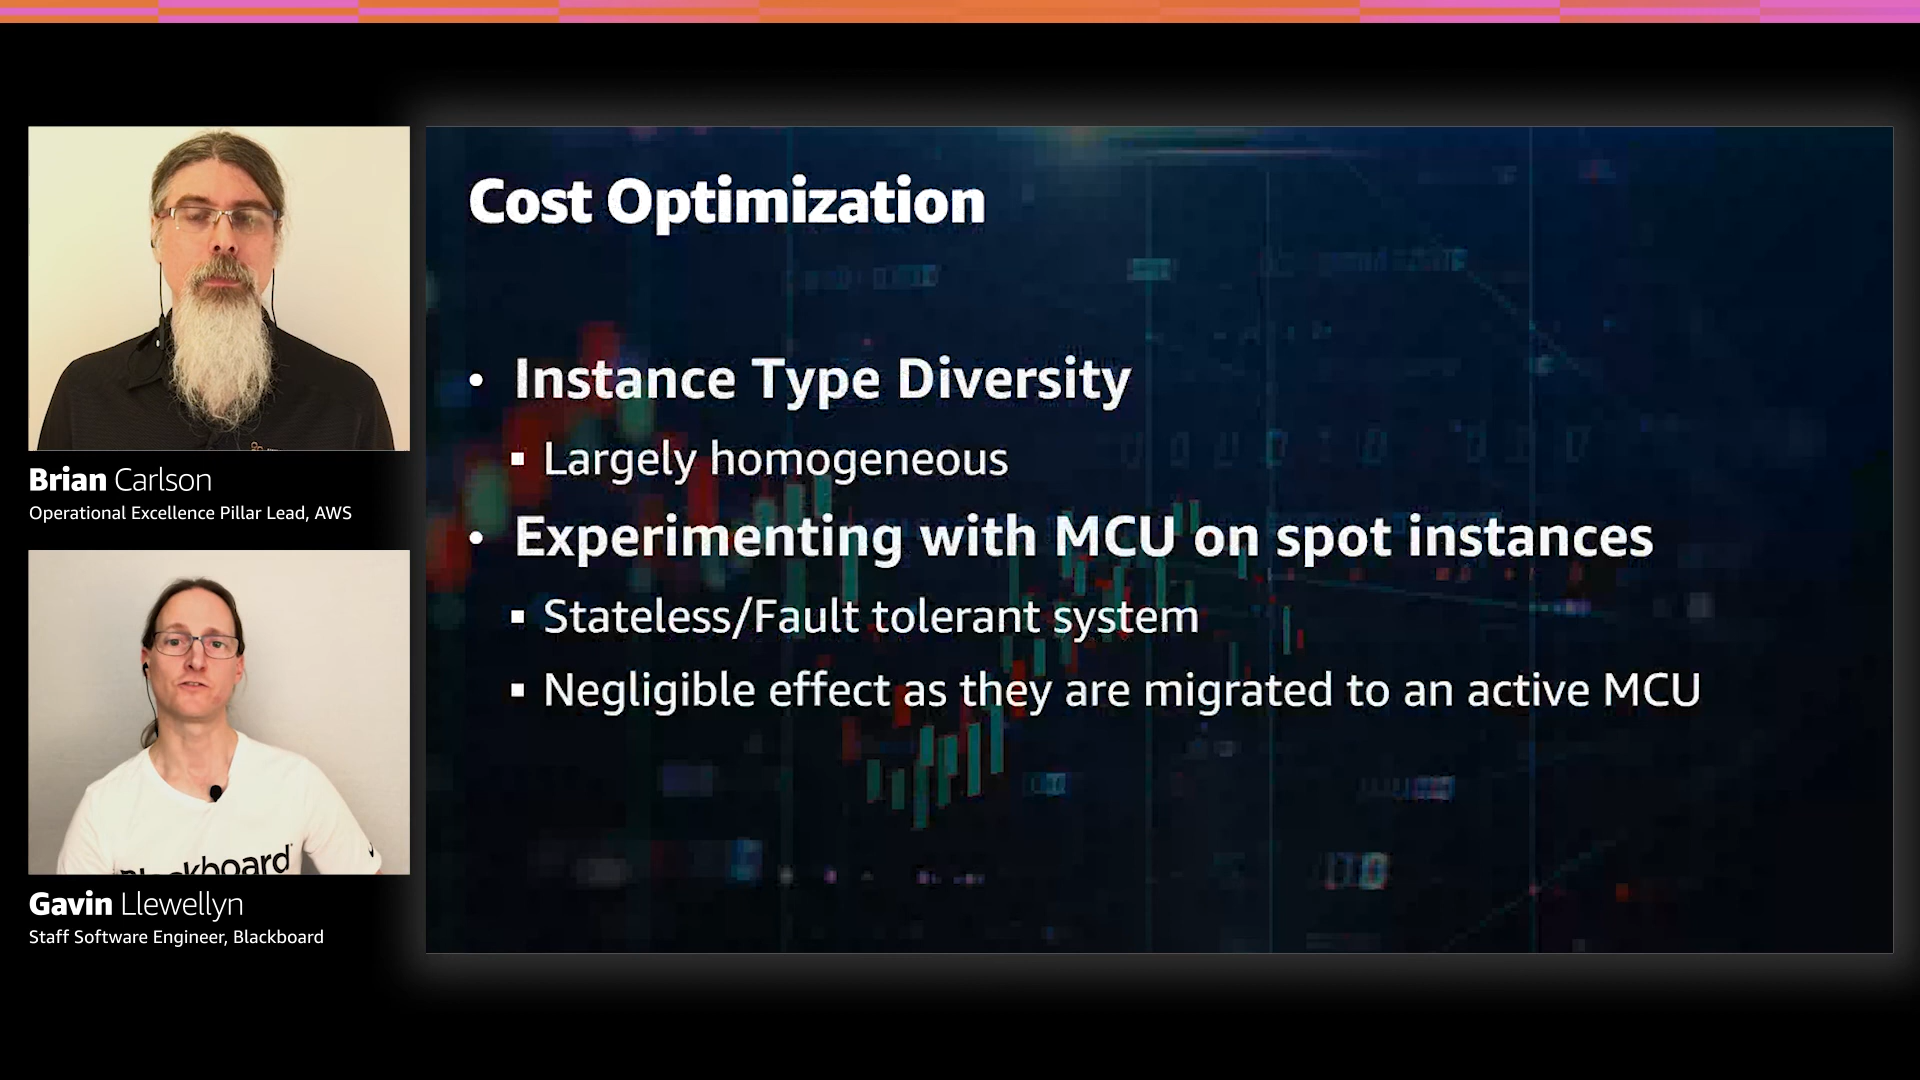 Cost Optimization
• Instance Type Diversity
▪ Largely homogeneous
• Experimenting with MCU on spot instances
▪ Stateless/Fault tolerant system
▪ Negligible effect as they are migrated to an active MCU
Brian Carlson
Operational Excellence Pillar Lead, AWS
Blackboard
Gavin Llewellyn
Staff Software Engineer, Blackboard